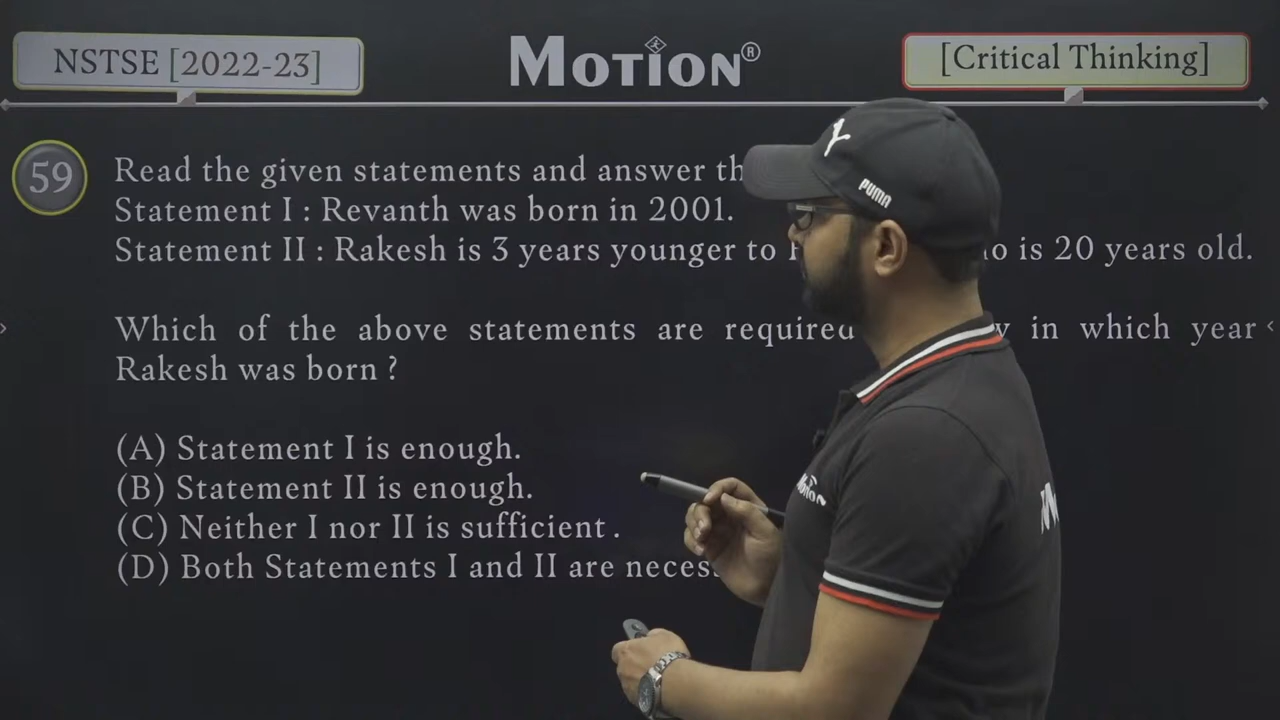 NSTSE [2022-23]
MOTION®
[Critical Thinking]
59
Read the given statements and answer
Statement I : Revanth was born in 2001.
Statement II : Rakesh is 3 years younger to is 20 years old.
Which of the above statements are required in which year
Rakesh was born ?
(A) Statement I is enough.
(B) Statement II is enough.
(C) Neither I nor II is sufficient .
(D) Both Statements I and II are
PUMA
MOTION